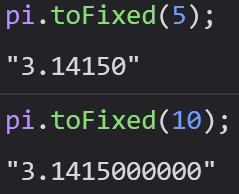 pi.toFixed(5);
"3.14150"
pi.toFixed(10);
"3.1415000000"